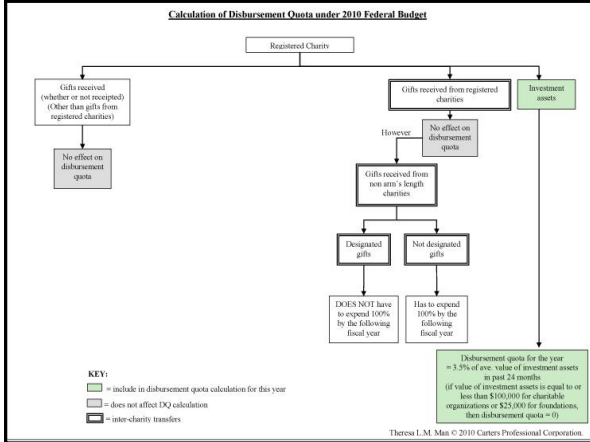 Calculation of Disbursement Quota under 2010 Federal Budget
Registered Charity
Gifts received
(whether or not receipted)
(Other than gifts from
registered charities)
Gifts received from registered
charities
Investment
assets
No effect on
disbursement
quota
However
No effect on
disbursement
quota
Gifts received from
non arm's length
charities
Designated
gifts
Not designated
gifts
DOES NOT have
to expend 100%
by the following
fiscal year
Has to expend
100% by the
following
fiscal year
Disbursement quota for the year
= 3.5% of ave. value of investment assets
in past 24 months
(if value of investment assets is equal to or
less than $100,000 for charitable
organizations or $25,000 for foundations,
then disbursement quota = 0)
KEY:
= include in disbursement quota calculation for this year
= does not affect DQ calculation
= inter-charity transfers
Theresa L.M. Man © 2010 Carters Professional Corporation.